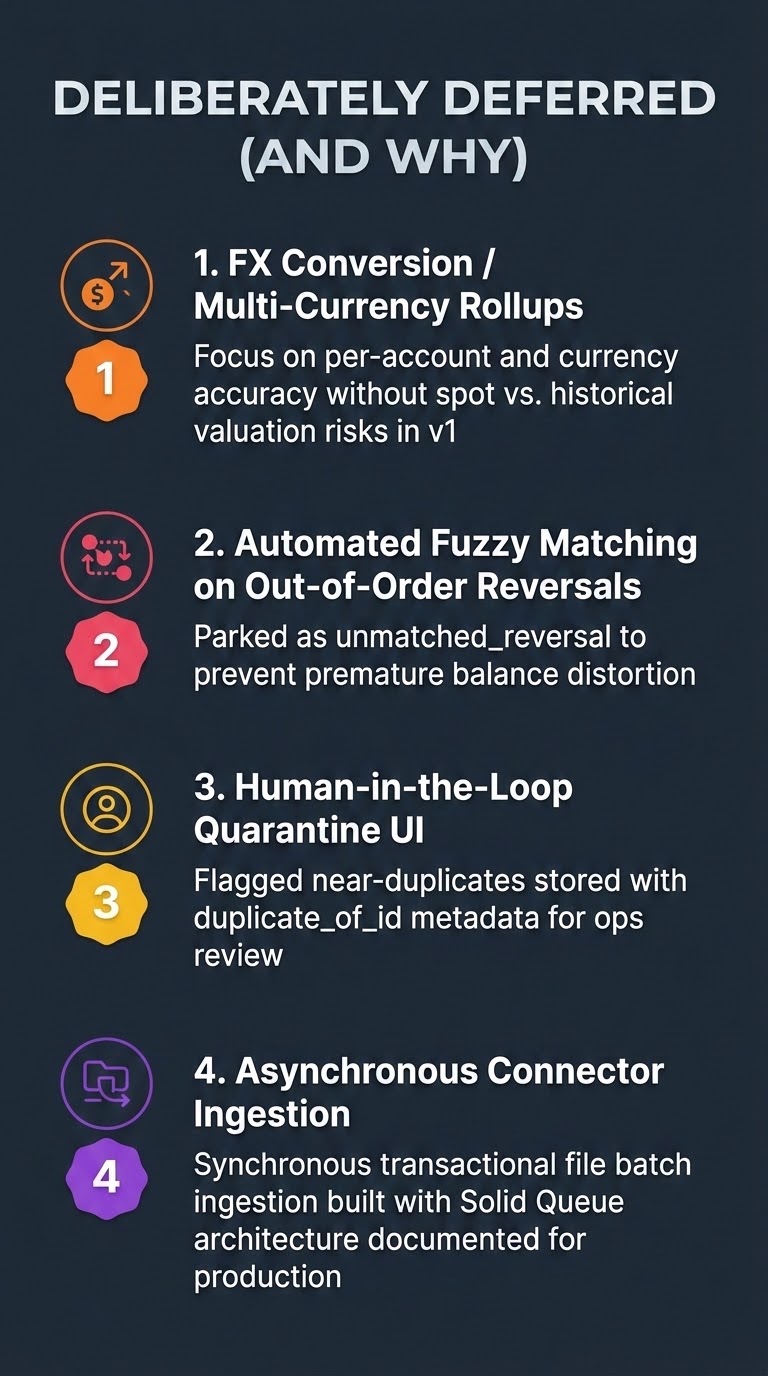 DELIBERATELY DEFERRED
(AND WHY)
$
1. FX Conversion /
Multi-Currency Rollups
1
Focus on per-account and currency
accuracy without spot vs. historical
valuation risks in v1
2. Automated Fuzzy Matching
on Out-of-Order Reversals
2
Parked as unmatched_reversal to
prevent premature balance distortion
3. Human-in-the-Loop
Quarantine UI
3
Flagged near-duplicates stored with
duplicate_of_id metadata for ops
review
4. Asynchronous Connector
Ingestion
4
Synchronous transactional file batch
ingestion built with Solid Queue
architecture documented for
production